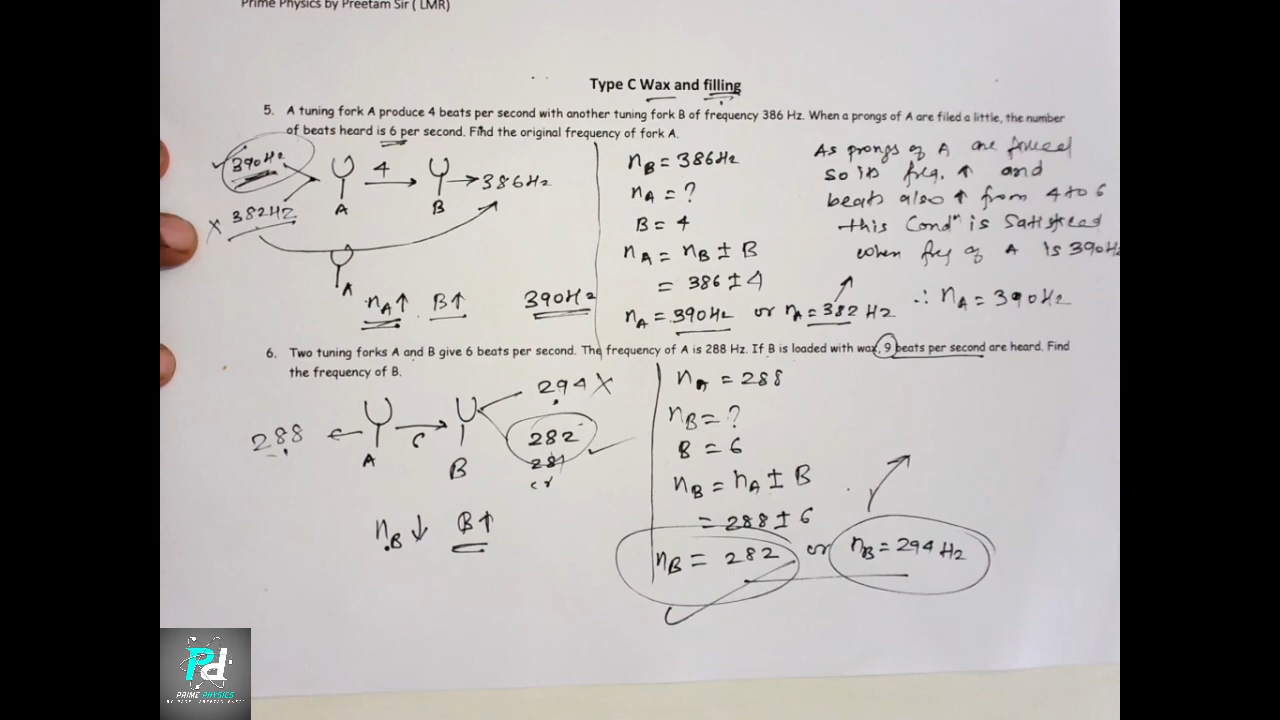 Prime Physics by Preetam Sir ( LMR)
Type C Wax and filling
5. A tuning fork A produce 4 beats per second with another tuning fork B of frequency 386 Hz. When a prongs of A are filed a little, the number
of beats heard is 6 per second. Find the original frequency of fork A.
390Hz
4
386Hz
382HZ
A
B
A
nA↑ B↑
390Hz
nB = 386Hz
nA = ?
B = 4
nA = nB ± B
= 386 ± 4
nA = 390Hz or nA = 382 Hz
As prongs of A are
so its freq. ↑ and
beats also ↑ from 4 to 6
this Condn is Satisfied
when freq of A is 390Hz
∴ nA = 390Hz
6. Two tuning forks A and B give 6 beats per second. The frequency of A is 288 Hz. If B is loaded with wax, 9 beats per second are heard. Find
the frequency of B.
294 X
288
282
281
A
B
nB ↓ B↑
nA = 288
nB = ?
B = 6
nB = nA ± B
= 288 ± 6
nB = 282 or nB = 294 Hz
Pd
PRIME PHYSICS